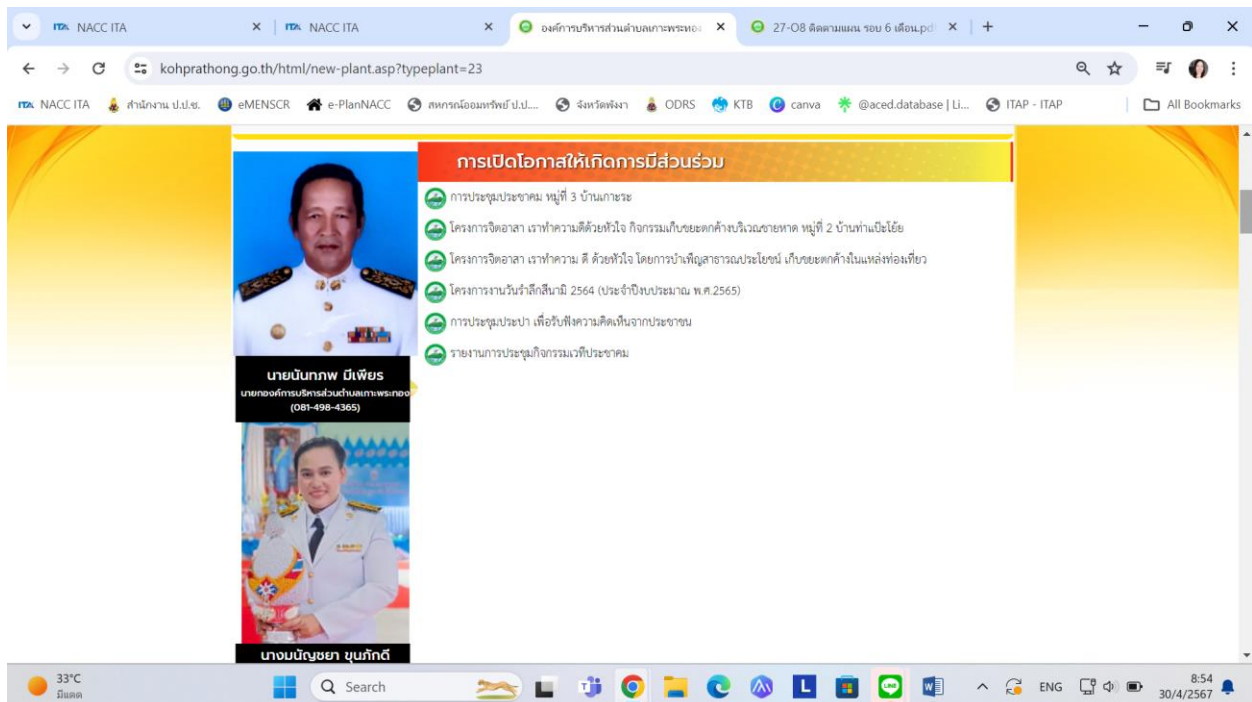 NACC ITA
NACC ITA
องค์การบริหารส่วนตำบลเกาะพระทอง
27-O8 ติดตามแผน รอบ 6 เดือน.pd
kohprathong.go.th/html/new-plant.asp?typeplant=23
NACC ITA สำนักงาน ป.ป.ช. eMENSCR e-PlanNACC สหกรณ์ออมทรัพย์ ป.ป.... จังหวัดพังงา ODRS KTB canva @aced.database | Li... ITAP - ITAP All Bookmarks
การเปิดโอกาสให้เกิดการมีส่วนร่วม
การประชุมประชาคม หมู่ที่ 3 บ้านเกาะระ
โครงการจิตอาสา เราทำความดีด้วยหัวใจ กิจกรรมเก็บขยะตกค้างบริเวณชายหาด หมู่ที่ 2 บ้านท่าแป๊ะโย้ย
โครงการจิตอาสา เราทำความ ดี ด้วยหัวใจ โดยการบำเพ็ญสาธารณประโยชน์ เก็บขยะตกค้างในแหล่งท่องเที่ยว
โครงการงานวันรำลึกสึนามิ 2564 (ประจำปีงบประมาณ พ.ศ.2565)
การประชุมประปา เพื่อรับฟังความคิดเห็นจากประชาชน
รายงานการประชุมกิจกรรมเวทีประชาคม
นายนันทภพ มีเพียร
นายกองค์การบริหารส่วนตำบลเกาะพระทอง
(081-498-4365)
นางมนัญชยา ขุนภักดี
33°C
มีแดด
Search
ENG
8:54
30/4/2567